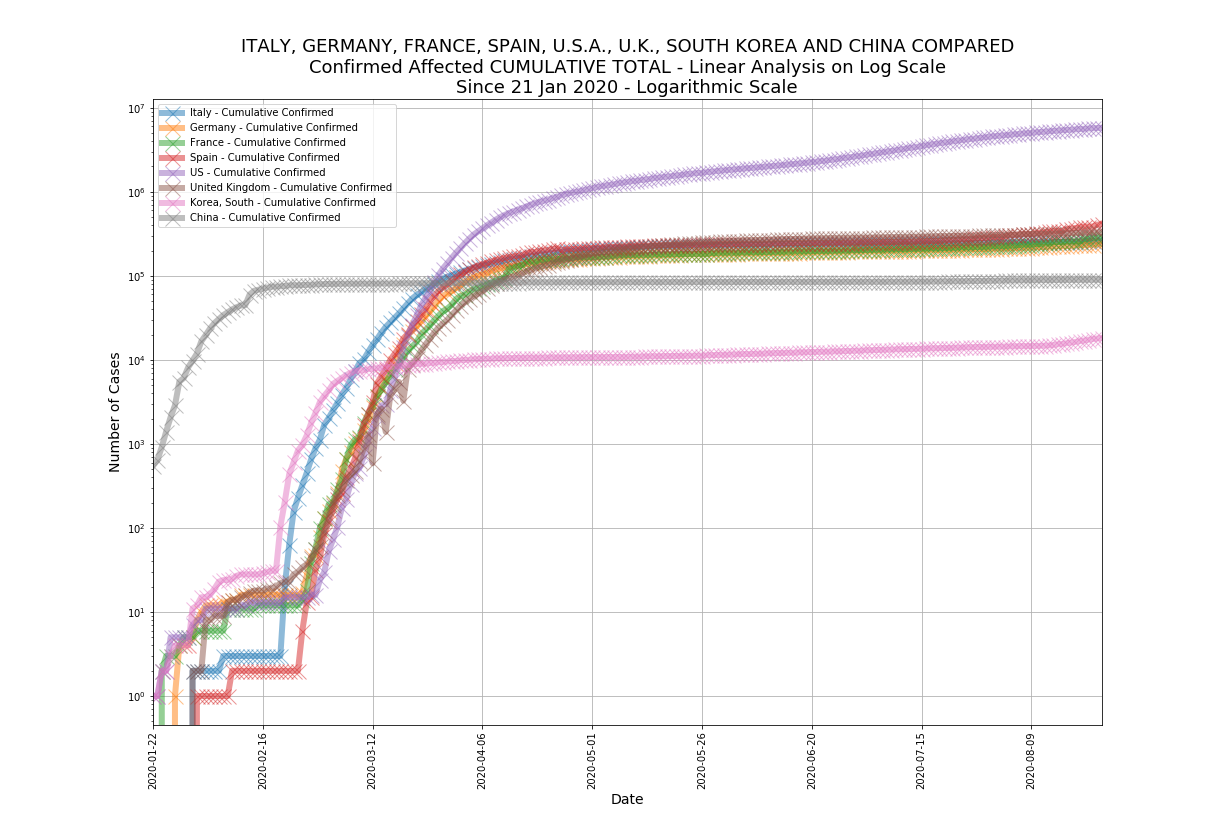 ITALY, GERMANY, FRANCE, SPAIN, U.S.A., U.K., SOUTH KOREA AND CHINA COMPARED
Confirmed Affected CUMULATIVE TOTAL - Linear Analysis on Log Scale
Since 21 Jan 2020 - Logarithmic Scale
Italy - Cumulative Confirmed
Germany - Cumulative Confirmed
France - Cumulative Confirmed
Spain - Cumulative Confirmed
US - Cumulative Confirmed
United Kingdom - Cumulative Confirmed
Korea, South - Cumulative Confirmed
China - Cumulative Confirmed
Number of Cases
10⁷
10⁶
10⁵
10⁴
10³
10²
10¹
10⁰
2020-01-22
2020-02-16
2020-03-12
2020-04-06
2020-05-01
2020-05-26
2020-06-20
2020-07-15
2020-08-09
Date